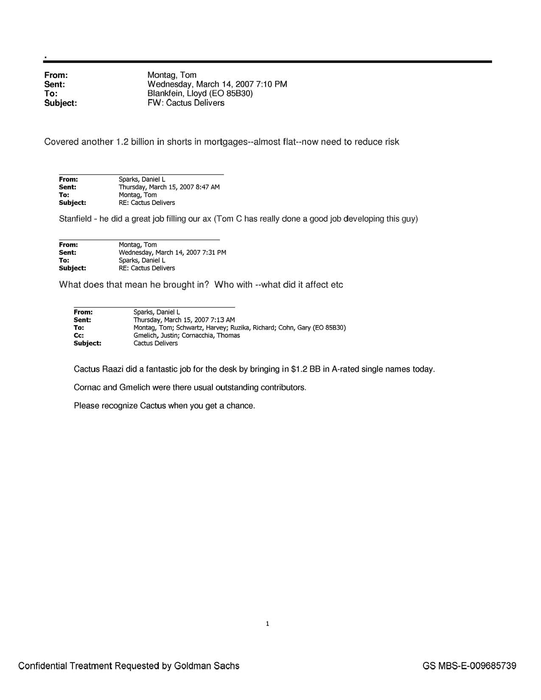 From: Montag, Tom
Sent: Wednesday, March 14, 2007 7:10 PM
To: Blankfein, Lloyd (EO 85B30)
Subject: FW: Cactus Delivers
Covered another 1.2 billion in shorts in mortgages--almost flat--now need to reduce risk
From: Sparks, Daniel L
Sent: Thursday, March 15, 2007 8:47 AM
To: Montag, Tom
Subject: RE: Cactus Delivers
Stanfield - he did a great job filling our ax (Tom C has really done a good job developing this guy)
From: Montag, Tom
Sent: Wednesday, March 14, 2007 7:31 PM
To: Sparks, Daniel L
Subject: RE: Cactus Delivers
What does that mean he brought in? Who with --what did it affect etc
From: Sparks, Daniel L
Sent: Thursday, March 15, 2007 7:13 AM
To: Montag, Tom; Schwartz, Harvey; Ruzika, Richard; Cohn, Gary (EO 85B30)
Cc: Gmelich, Justin; Cornacchia, Thomas
Subject: Cactus Delivers
Cactus Raazi did a fantastic job for the desk by bringing in $1.2 BB in A-rated single names today.
Cornac and Gmelich were there usual outstanding contributors.
Please recognize Cactus when you get a chance.
1
Confidential Treatment Requested by Goldman Sachs GS MBS-E-009685739